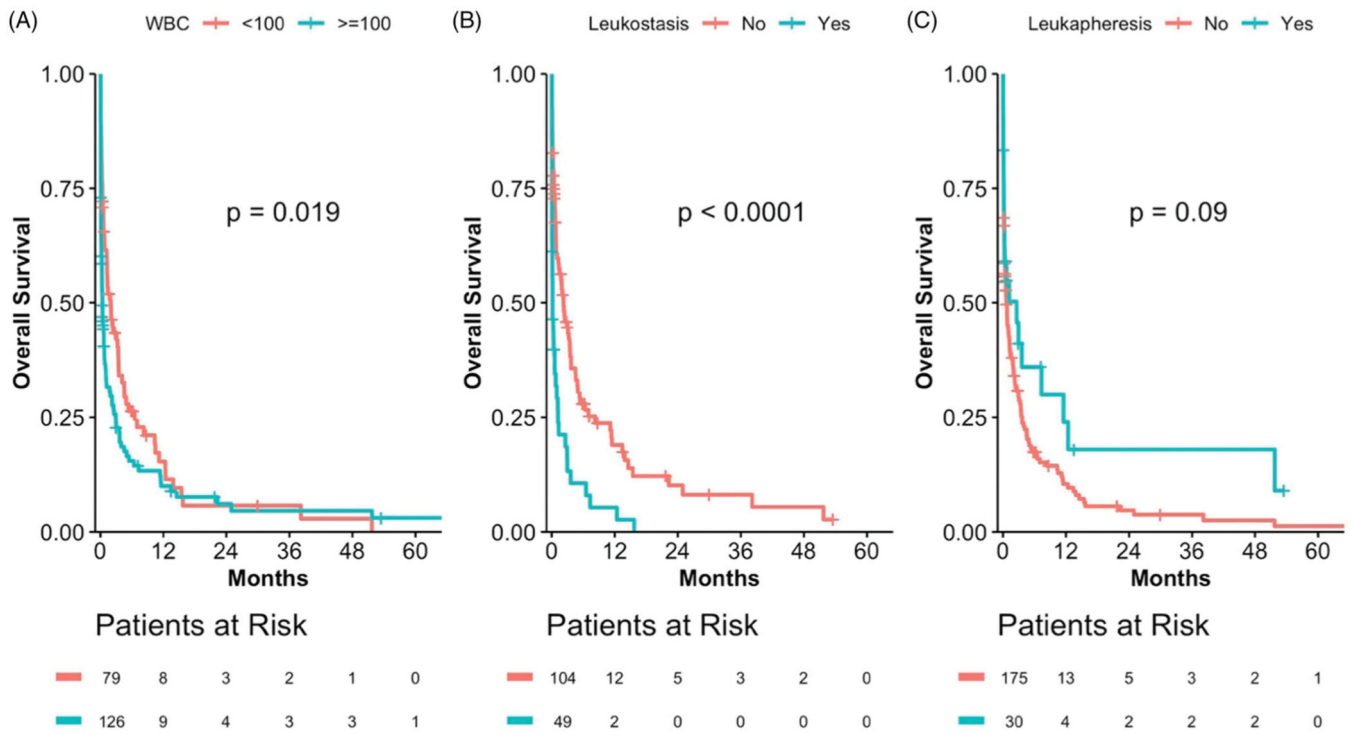 (A) WBC <100 >=100
1.00
0.75
0.50
0.25
0.00
Overall Survival
p = 0.019
0 12 24 36 48 60
Months
Patients at Risk
79 8 3 2 1 0
126 9 4 3 3 1
(B) Leukostasis No Yes
1.00
0.75
0.50
0.25
0.00
Overall Survival
p < 0.0001
0 12 24 36 48 60
Months
Patients at Risk
104 12 5 3 2 0
49 2 0 0 0 0
(C) Leukapheresis No Yes
1.00
0.75
0.50
0.25
0.00
Overall Survival
p = 0.09
0 12 24 36 48 60
Months
Patients at Risk
175 13 5 3 2 1
30 4 2 2 2 0